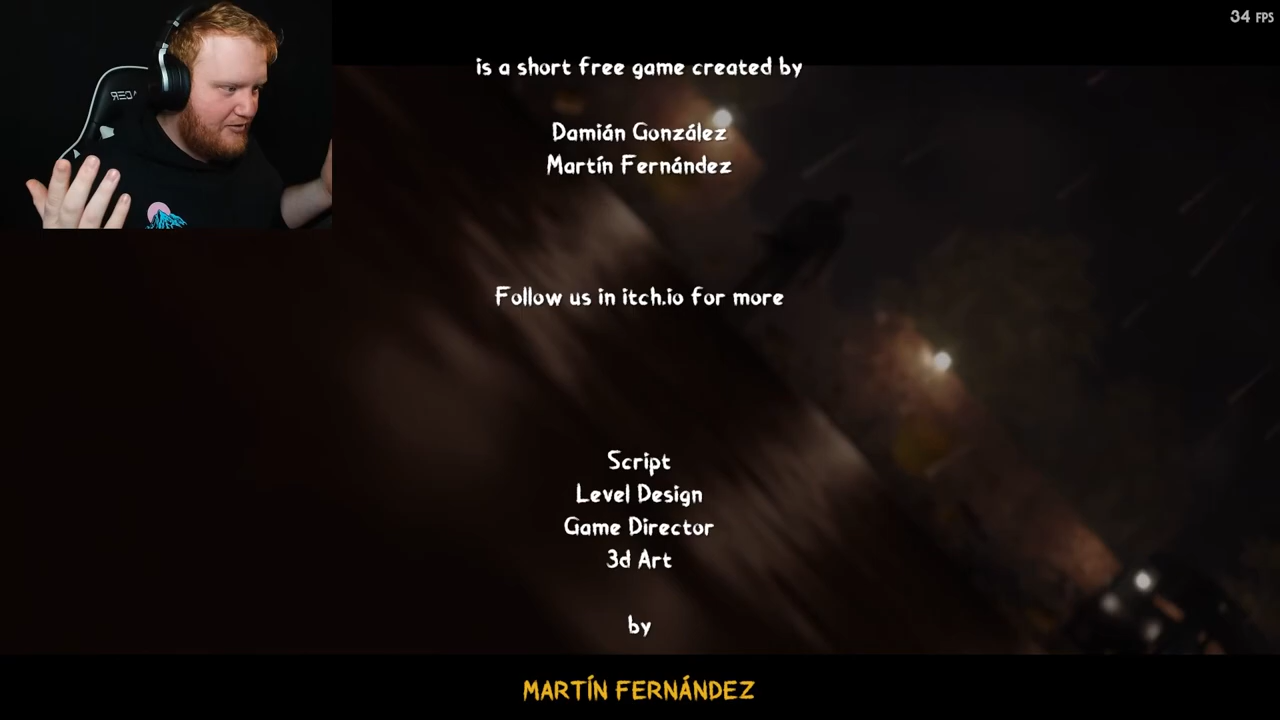 34 FPS
is a short free game created by
Damián González
Martín Fernández
Follow us in itch.io for more
Script
Level Design
Game Director
3d Art
by
MARTÍN FERNÁNDEZ